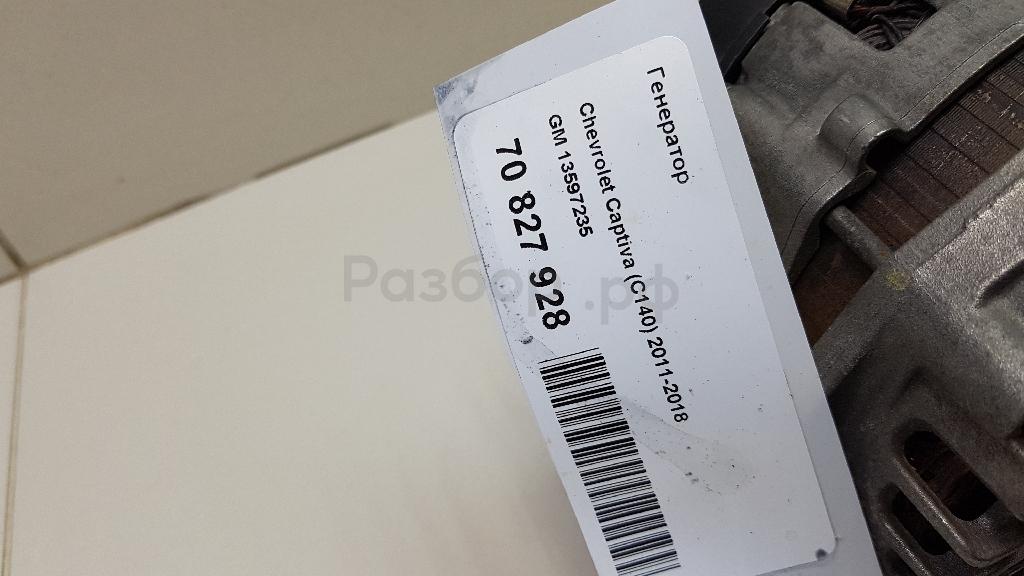 Генератор
Chevrolet Captiva (C140) 2011-2018
GM 13597235
70 827 928